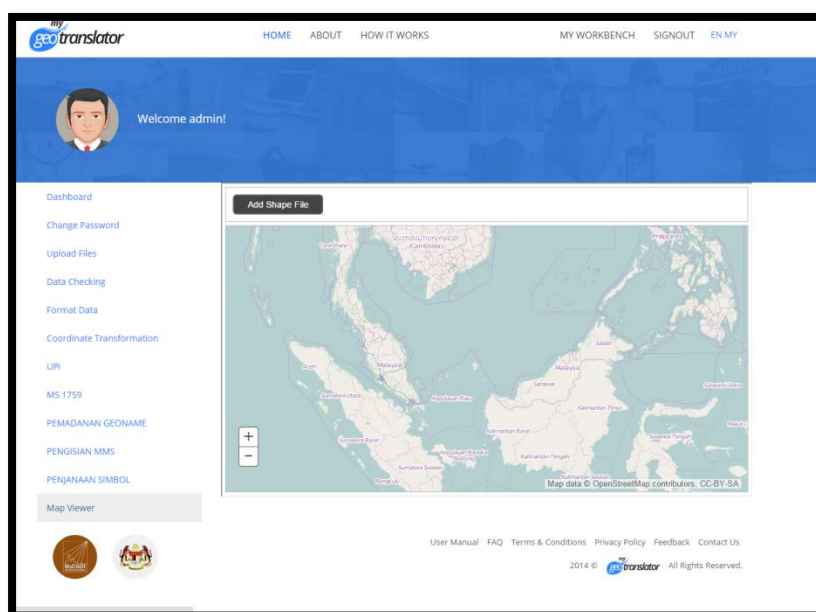 my
geotranslator
HOME ABOUT HOW IT WORKS MY WORKBENCH SIGNOUT EN MY
Welcome admin!
Dashboard
Change Password
Upload Files
Data Checking
Format Data
Coordinate Transformation
UPI
MS 1759
PEMADANAN GEONAME
PENGISIAN MMS
PENJANAAN SIMBOL
Map Viewer
Add Shape File
(Cambodia)
Philippines
Sabah
Aceh
Malaysia
Malaysia
Sarawak
Sumatera Utara
Kepulauan Riau
Sulawesi Utara
Kalimantan Timur
Kalimantan Barat
Sumatera Barat
Sulawesi Tengah
Kepulauan Bangka
Belitung
Kalimantan Tengah
Sumatera Selatan
Kalimantan Selatan
Bengkulu
+
−
Map data © OpenStreetMap contributors, CC-BY-SA
MaCGDI
User Manual FAQ Terms & Conditions Privacy Policy Feedback Contact Us
2014 © my geotranslator All Rights Reserved.